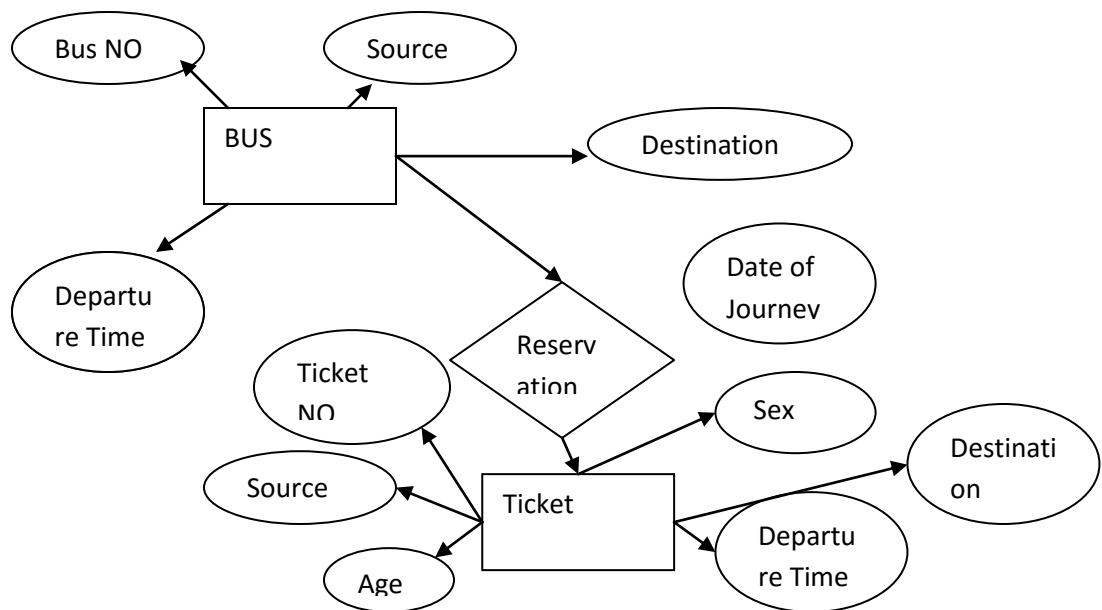 Bus NO
Source
BUS
Destination
Departu
re Time
Date of
Journey
Reserv
ation
Ticket
NO
Sex
Destinati
on
Source
Ticket
Departu
re Time
Age